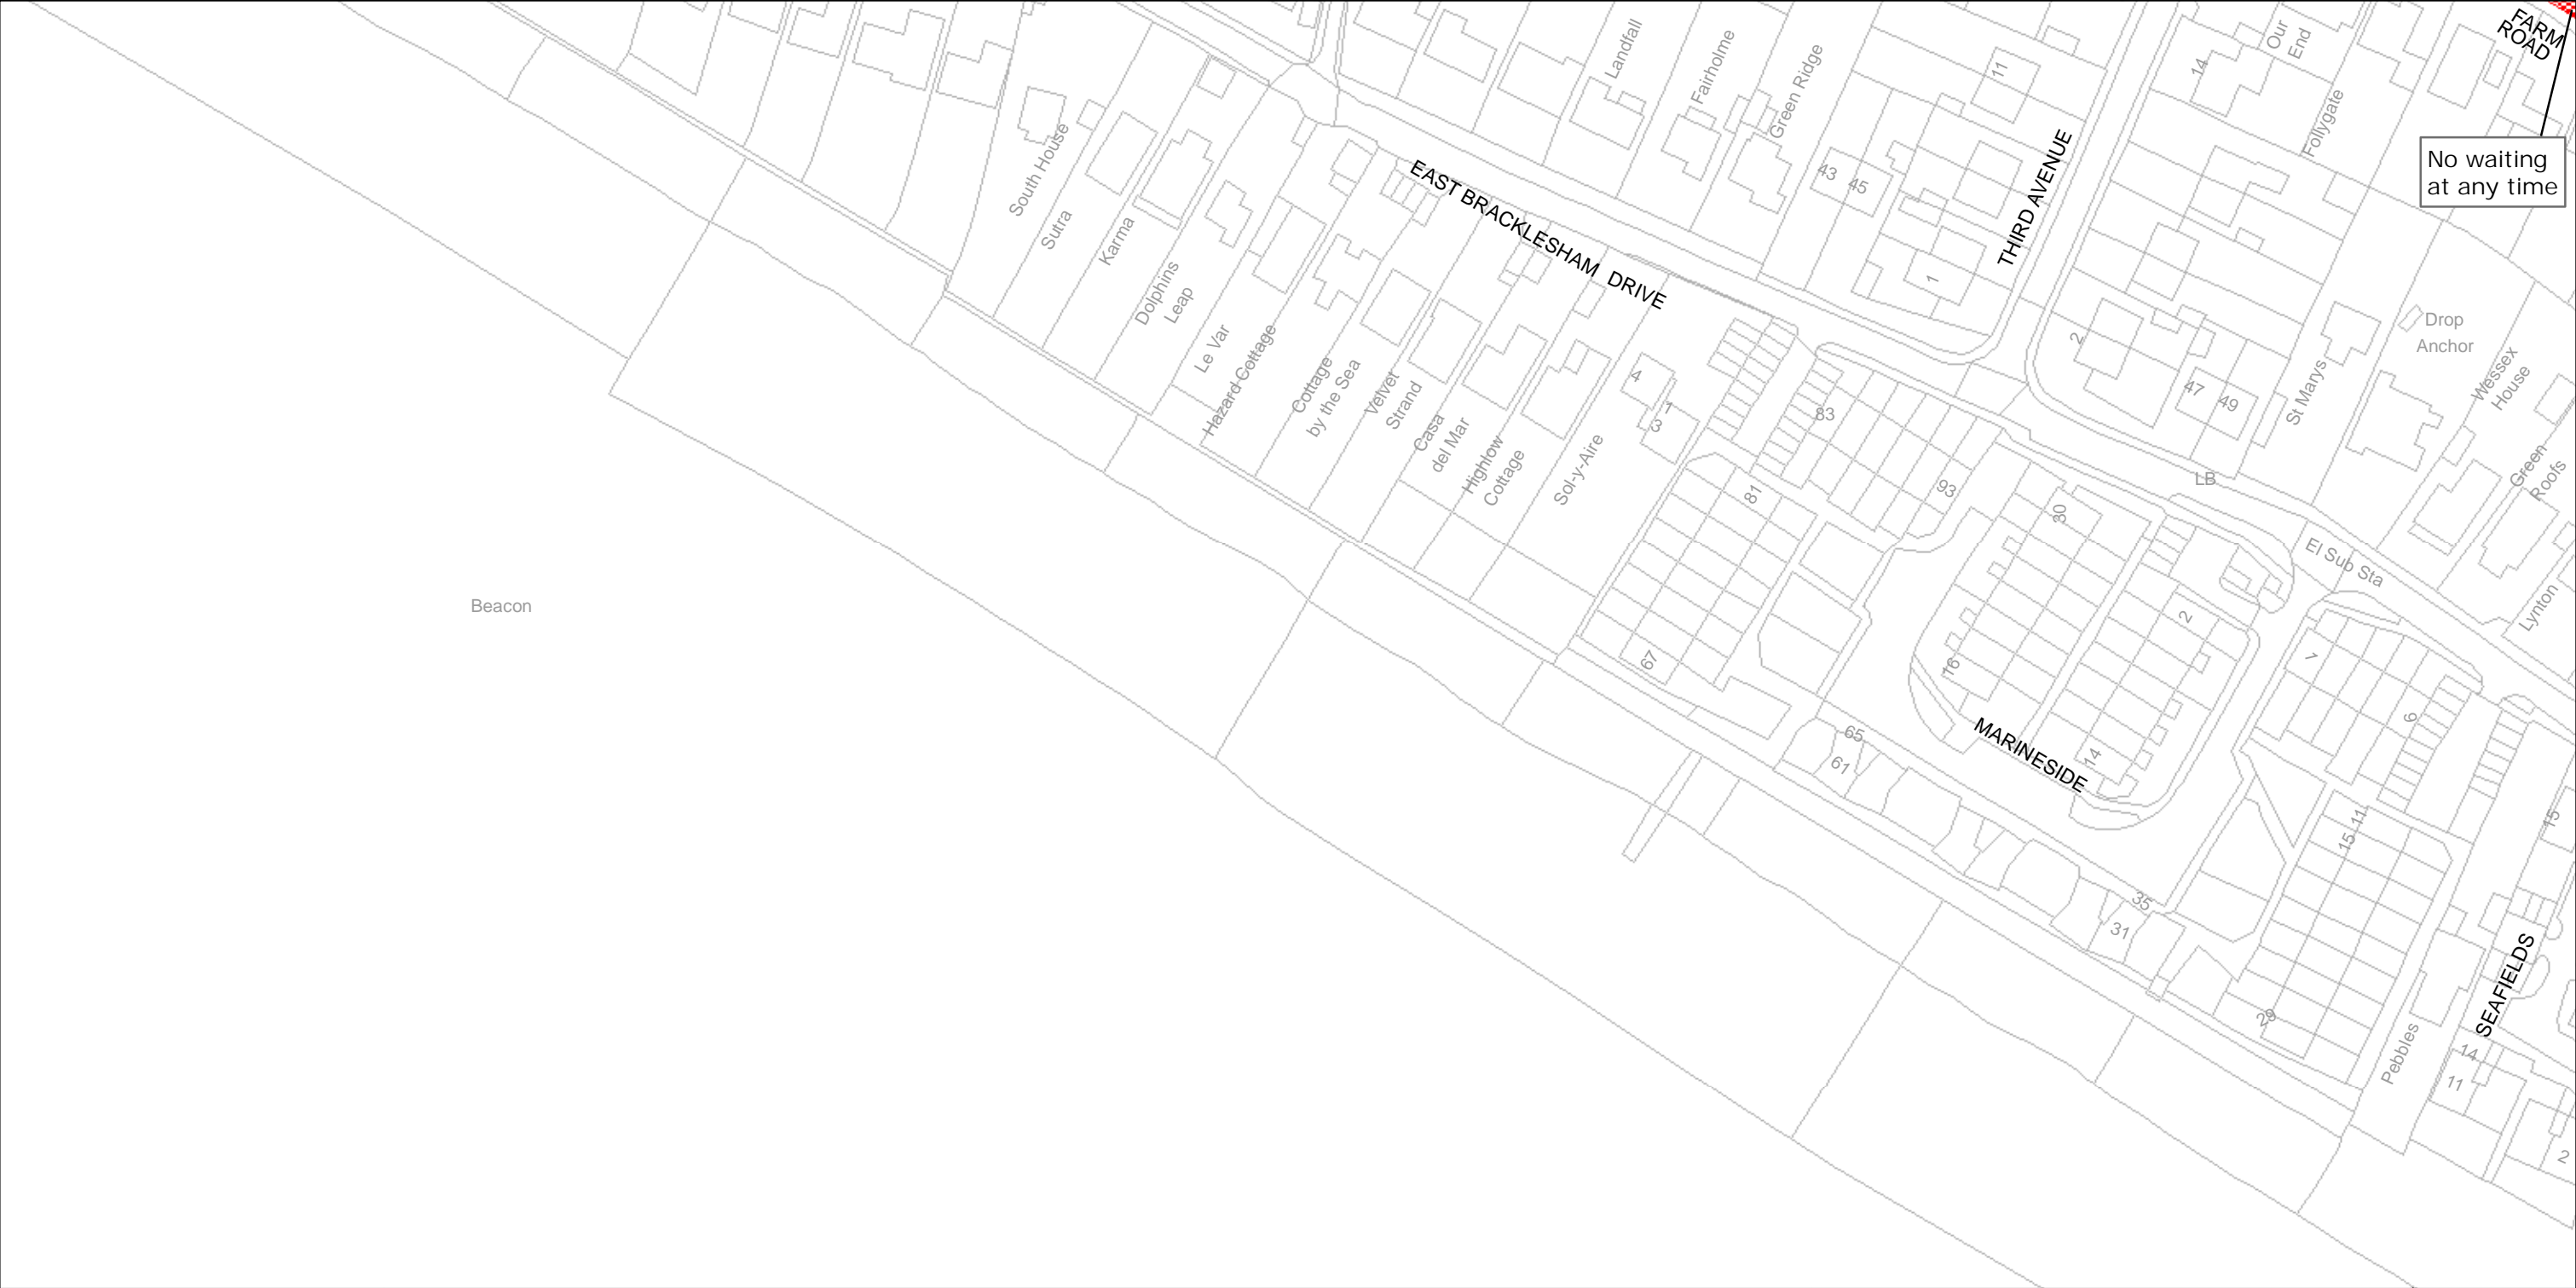 FARM
ROAD
No waiting
at any time
Our
End
14
Follygate
Landfall
Fairholme
Green Ridge
11
43
45
THIRD AVENUE
1
EAST BRACKLESHAM DRIVE
South House
Sutra
Karma
Dolphins
Leap
Le Var
Hazard Cottage
Cottage
by the Sea
Velvet
Strand
Casa
del Mar
Highlow
Cottage
Sol-y-Aire
4
1
3
83
81
93
67
2
47
49
St Marys
Drop
Anchor
Wessex
House
Green
Roofs
LB
El Sub Sta
Lynton
30
16
2
14
MARINESIDE
65
61
35
31
1
9
11
15
15
29
SEAFIELDS
Pebbles
14
11
2
Beacon